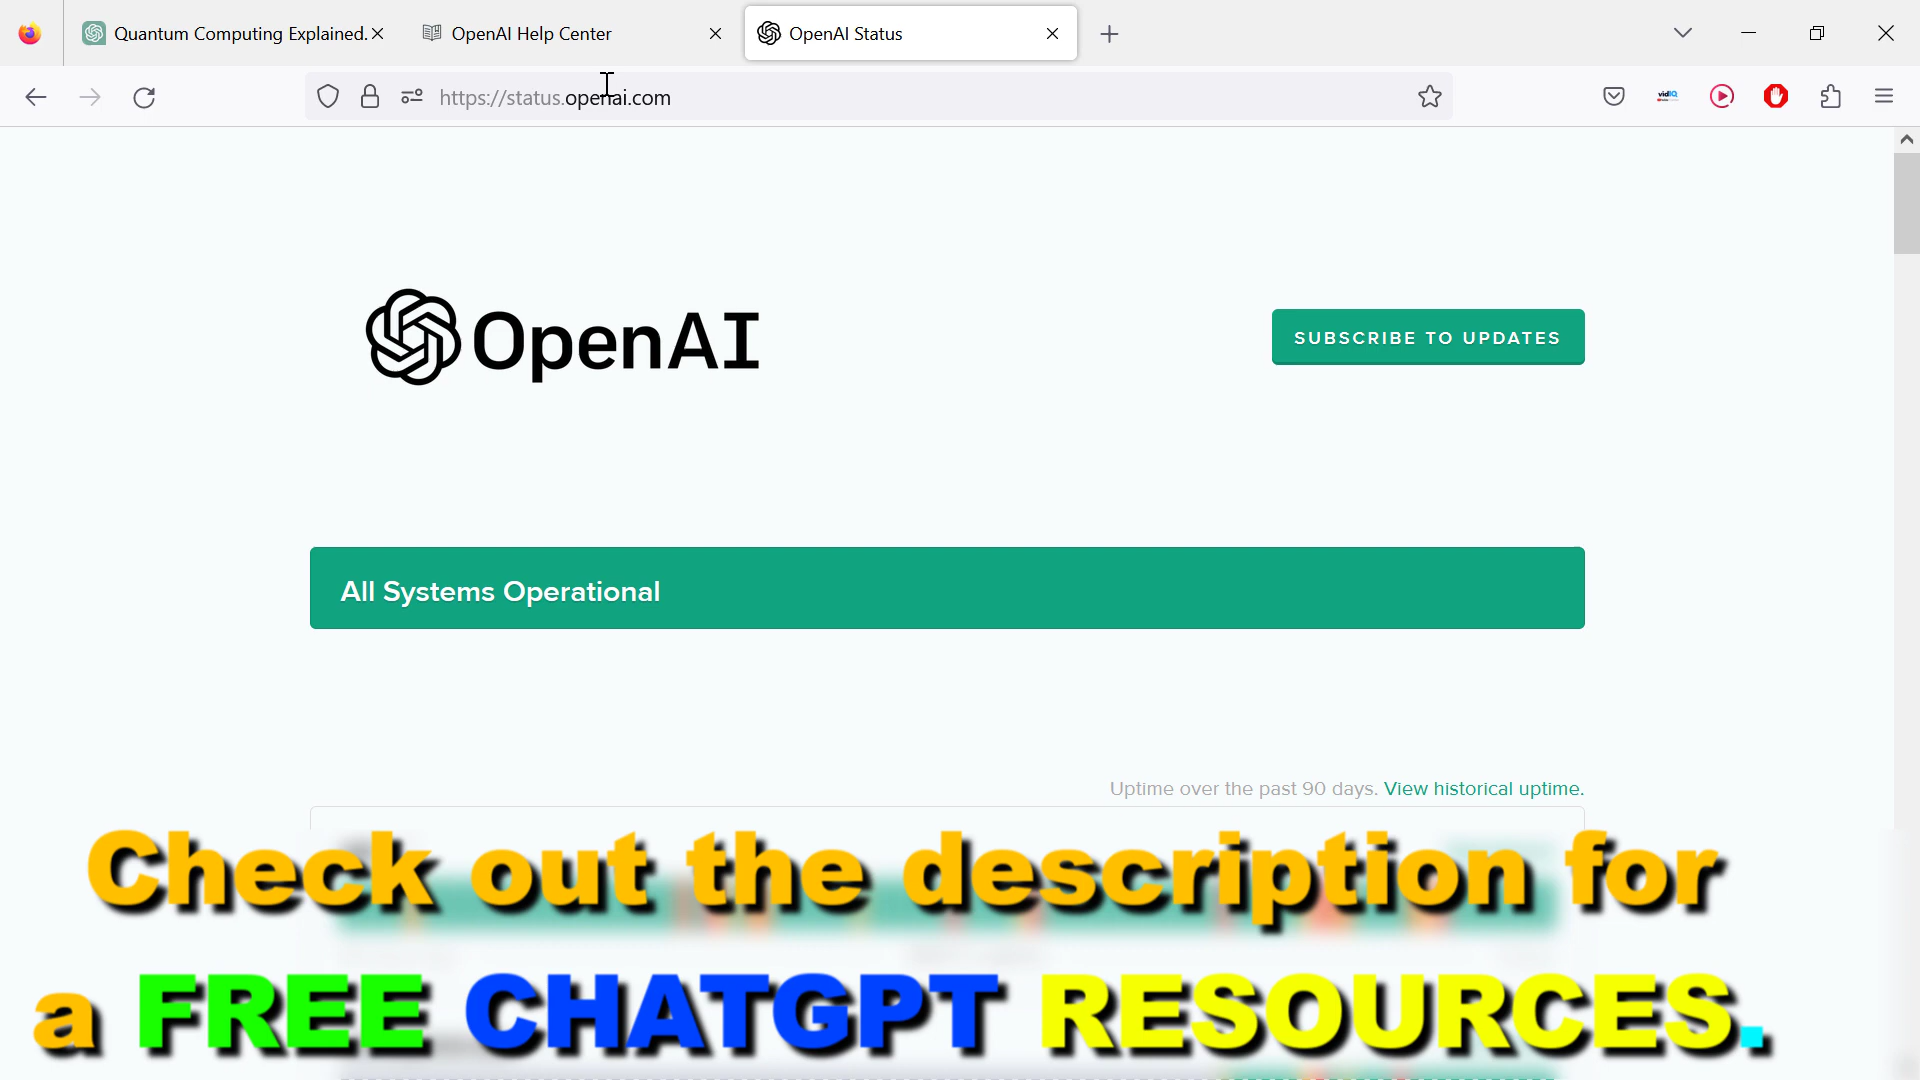 Quantum Computing Explained.
OpenAI Help Center
OpenAI Status
https://status.openai.com
vidIQ
OpenAI
SUBSCRIBE TO UPDATES
All Systems Operational
Uptime over the past 90 days. View historical uptime.
Check out the description for
a FREE CHATGPT RESOURCES.